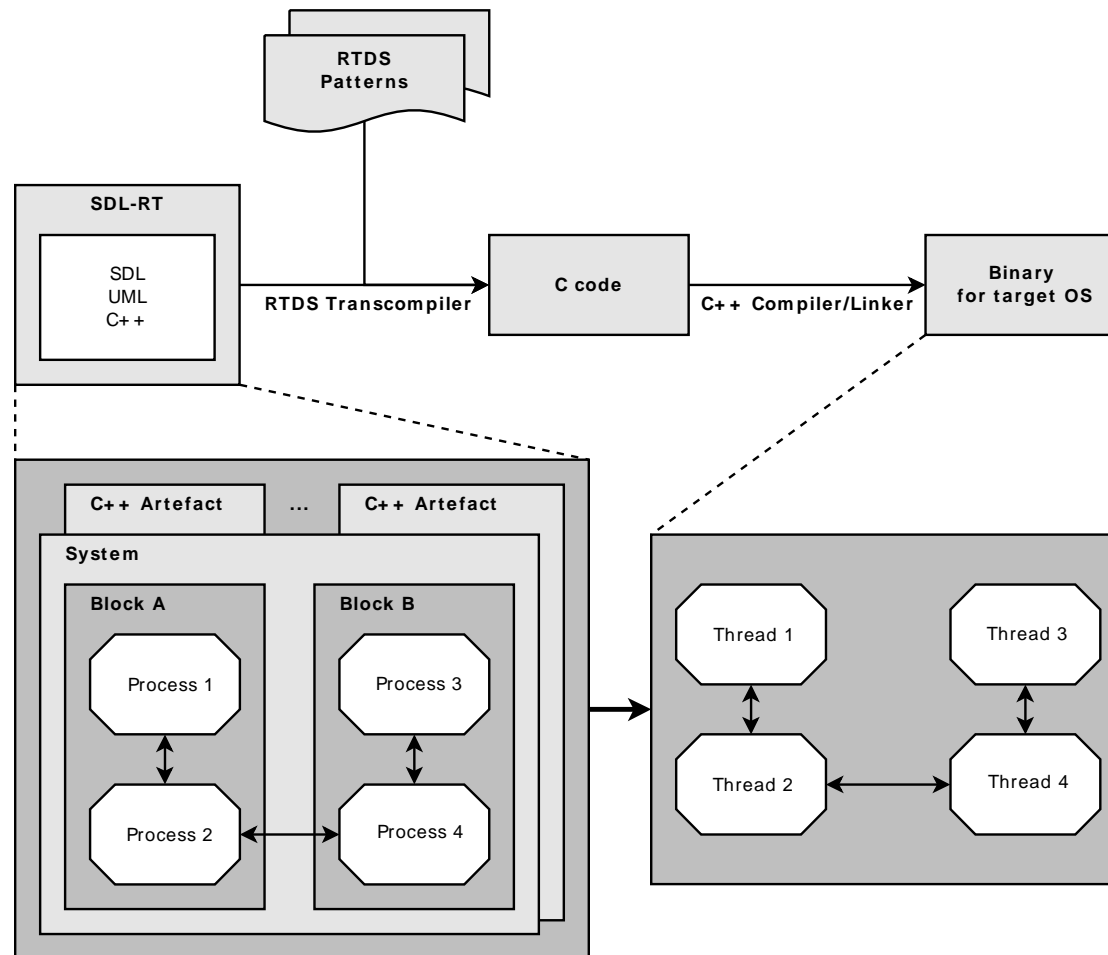 RTDS
Patterns
SDL-RT
SDL
UML
C++
RTDS Transcompiler
C code
C++ Compiler/Linker
Binary
for target OS
C++ Artefact
...
C++ Artefact
System
Block A
Block B
Process 1
Process 3
Process 2
Process 4
Thread 1
Thread 3
Thread 2
Thread 4